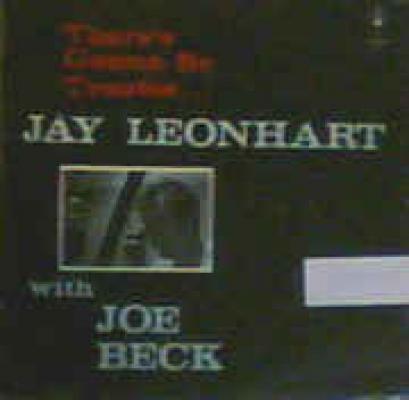 There's
Gonna Be
Trouble
JAY LEONHART
with
JOE
BECK